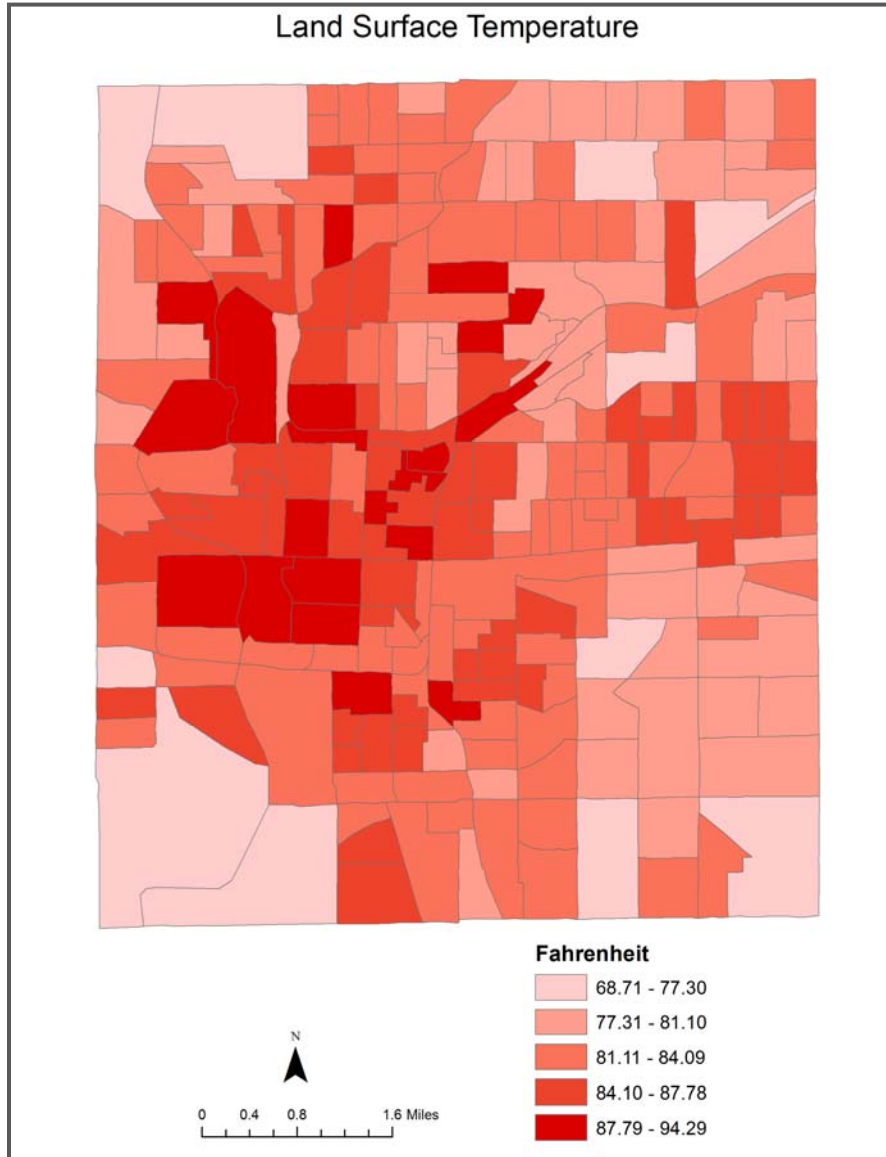 Land Surface Temperature
Fahrenheit
68.71 - 77.30
77.31 - 81.10
81.11 - 84.09
84.10 - 87.78
87.79 - 94.29
N
0 0.4 0.8 1.6 Miles